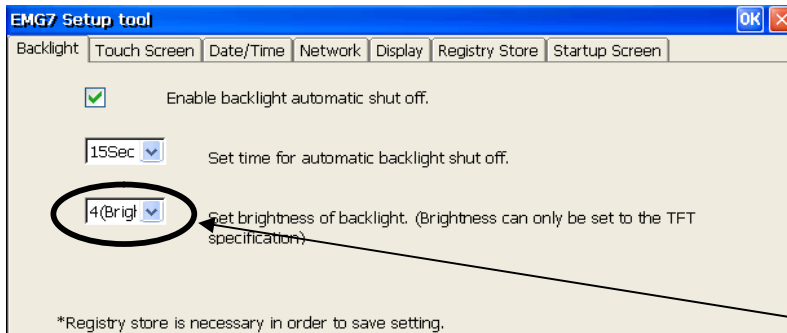 EMG7 Setup tool OK
Backlight Touch Screen Date/Time Network Display Registry Store Startup Screen
Enable backlight automatic shut off.
15Sec Set time for automatic backlight shut off.
4(Brigh Set brightness of backlight. (Brightness can only be set to the TFT
specification)
*Registry store is necessary in order to save setting.